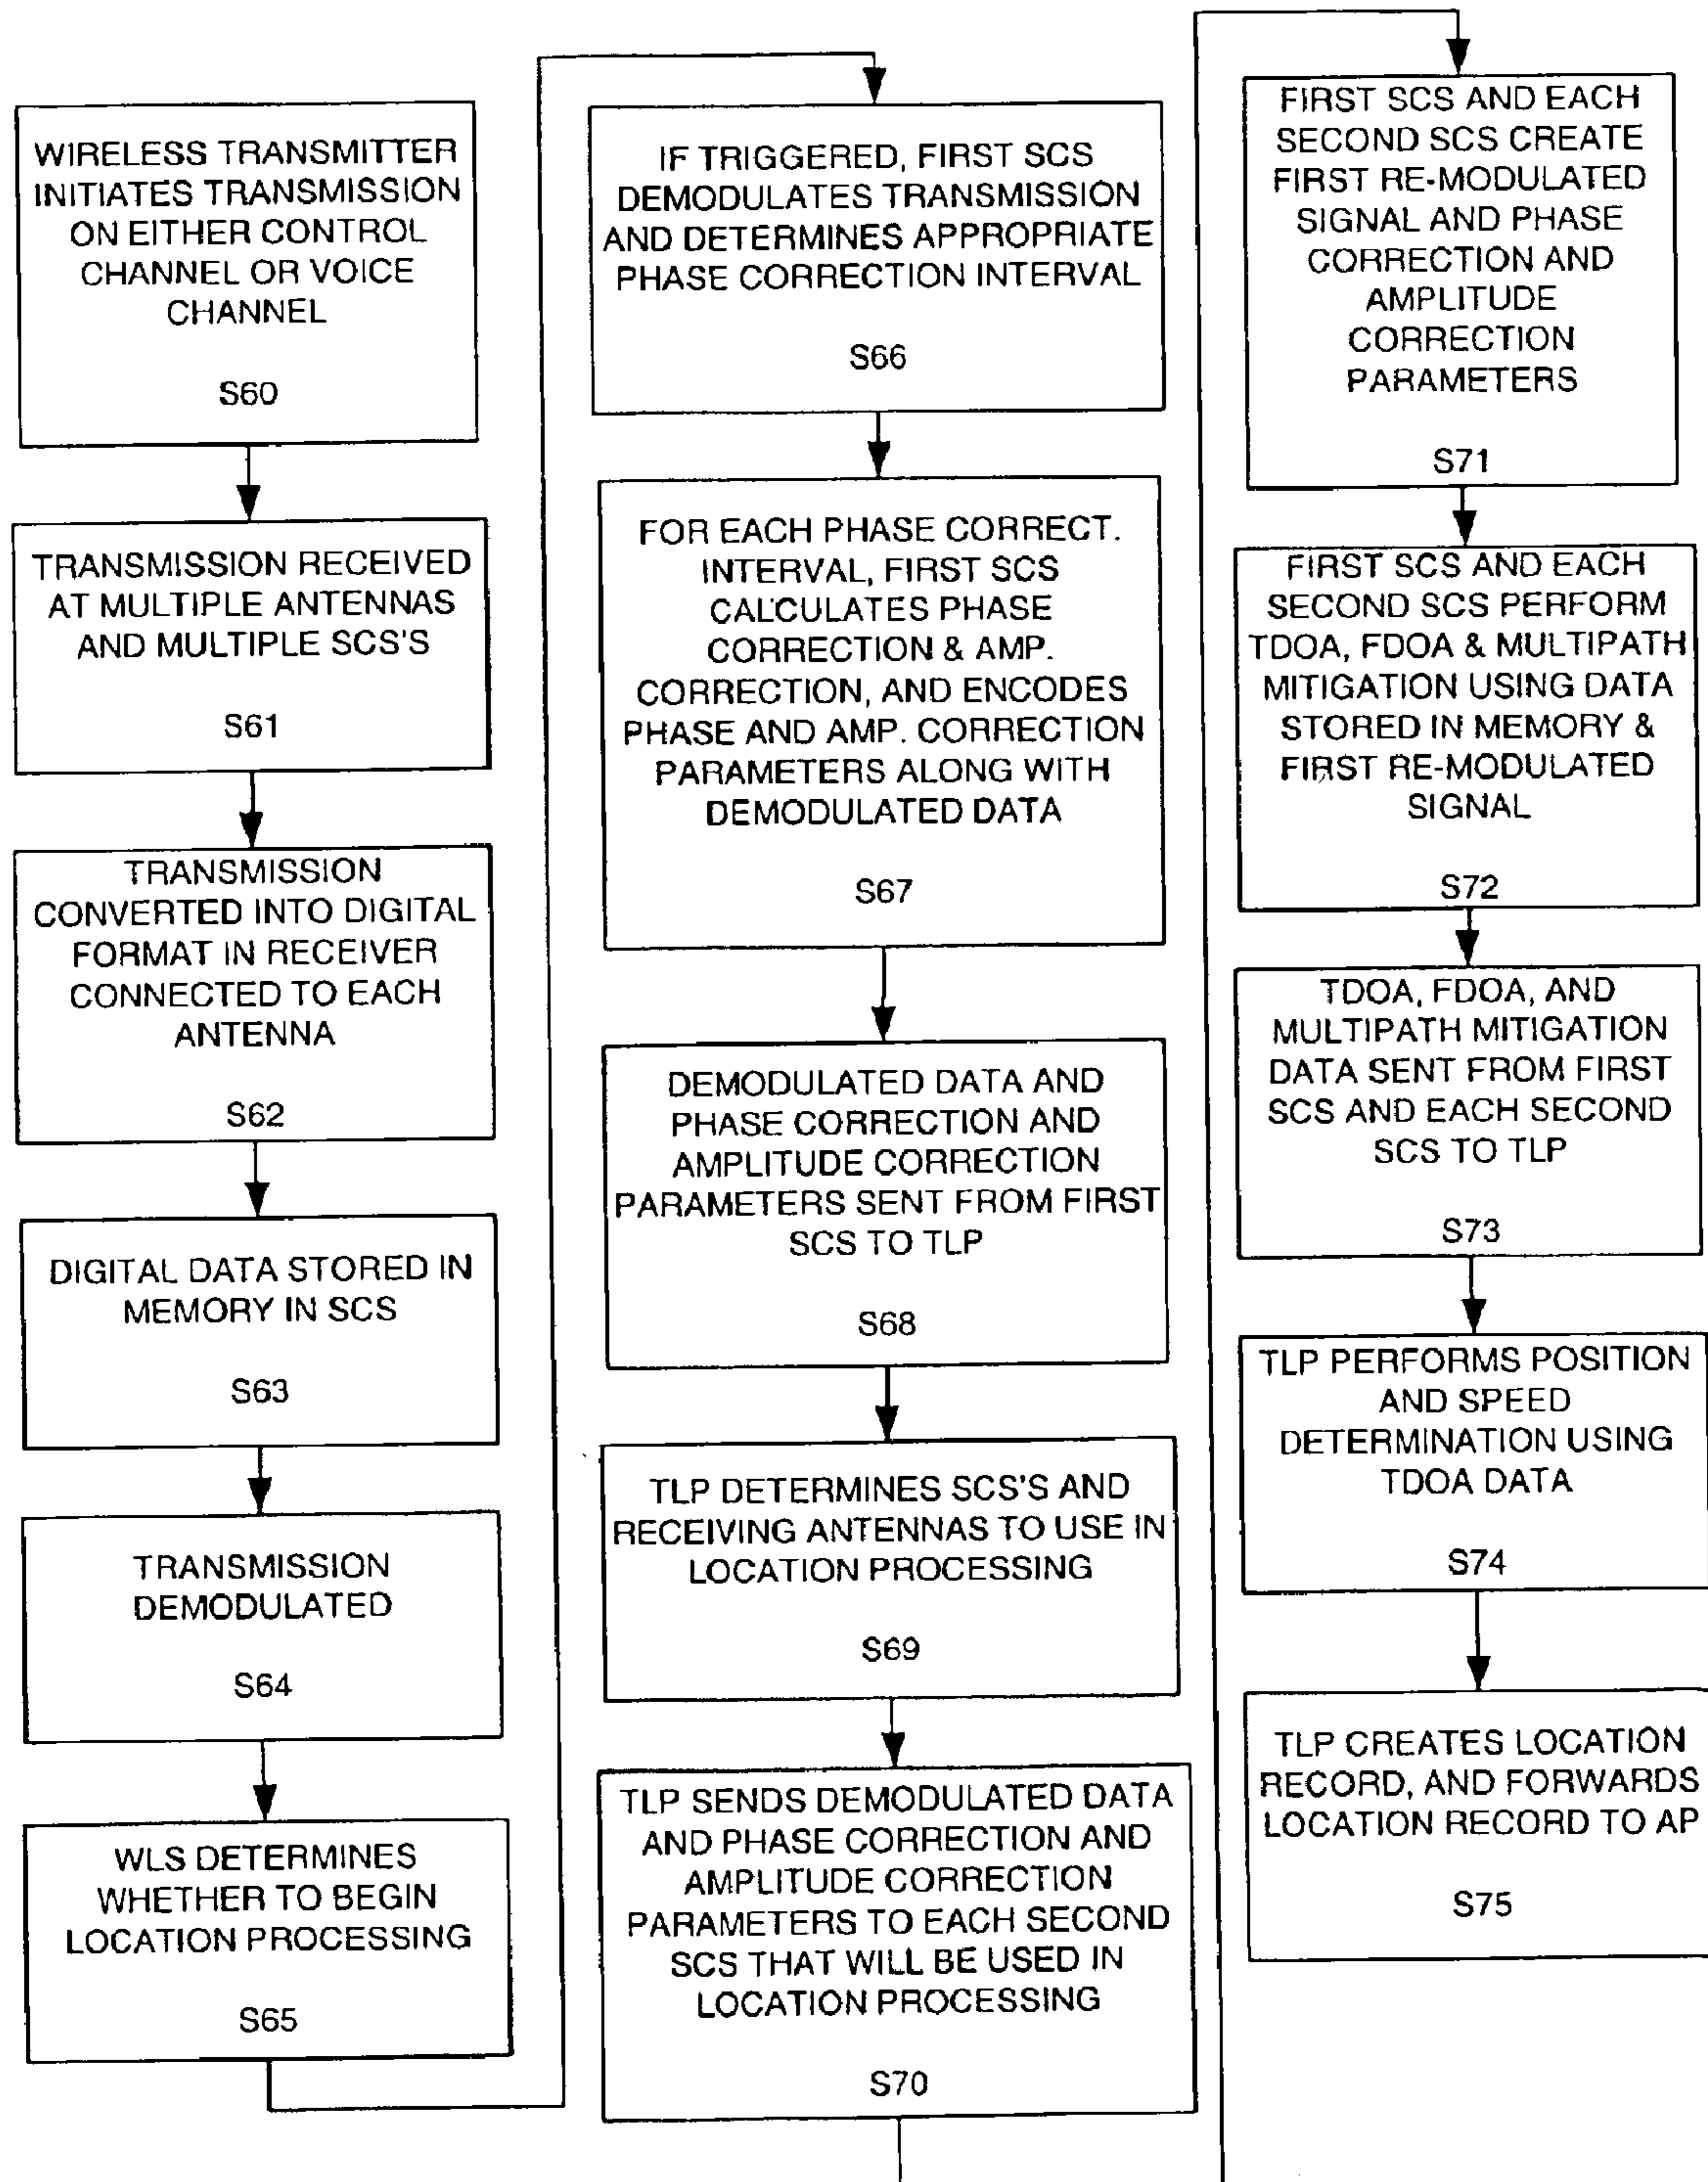 WIRELESS TRANSMITTER
INITIATES TRANSMISSION
ON EITHER CONTROL
CHANNEL OR VOICE
CHANNEL
S60
TRANSMISSION RECEIVED
AT MULTIPLE ANTENNAS
AND MULTIPLE SCS'S
S61
TRANSMISSION
CONVERTED INTO DIGITAL
FORMAT IN RECEIVER
CONNECTED TO EACH
ANTENNA
S62
DIGITAL DATA STORED IN
MEMORY IN SCS
S63
TRANSMISSION
DEMODULATED
S64
WLS DETERMINES
WHETHER TO BEGIN
LOCATION PROCESSING
S65
IF TRIGGERED, FIRST SCS
DEMODULATES TRANSMISSION
AND DETERMINES APPROPRIATE
PHASE CORRECTION INTERVAL
S66
FOR EACH PHASE CORRECT.
INTERVAL, FIRST SCS
CALCULATES PHASE
CORRECTION & AMP.
CORRECTION, AND ENCODES
PHASE AND AMP. CORRECTION
PARAMETERS ALONG WITH
DEMODULATED DATA
S67
DEMODULATED DATA AND
PHASE CORRECTION AND
AMPLITUDE CORRECTION
PARAMETERS SENT FROM FIRST
SCS TO TLP
S68
TLP DETERMINES SCS'S AND
RECEIVING ANTENNAS TO USE IN
LOCATION PROCESSING
S69
TLP SENDS DEMODULATED DATA
AND PHASE CORRECTION AND
AMPLITUDE CORRECTION
PARAMETERS TO EACH SECOND
SCS THAT WILL BE USED IN
LOCATION PROCESSING
S70
FIRST SCS AND EACH
SECOND SCS CREATE
FIRST RE-MODULATED
SIGNAL AND PHASE
CORRECTION AND
AMPLITUDE
CORRECTION
PARAMETERS
S71
FIRST SCS AND EACH
SECOND SCS PERFORM
TDOA, FDOA & MULTIPATH
MITIGATION USING DATA
STORED IN MEMORY &
FIRST RE-MODULATED
SIGNAL.
S72
TDOA, FDOA, AND
MULTIPATH MITIGATION
DATA SENT FROM FIRST
SCS AND EACH SECOND
SCS TO TLP
S73
TLP PERFORMS POSITION
AND SPEED
DETERMINATION USING
TDOA DATA
S74
TLP CREATES LOCATION
RECORD, AND FORWARDS
LOCATION RECORD TO AP
S75